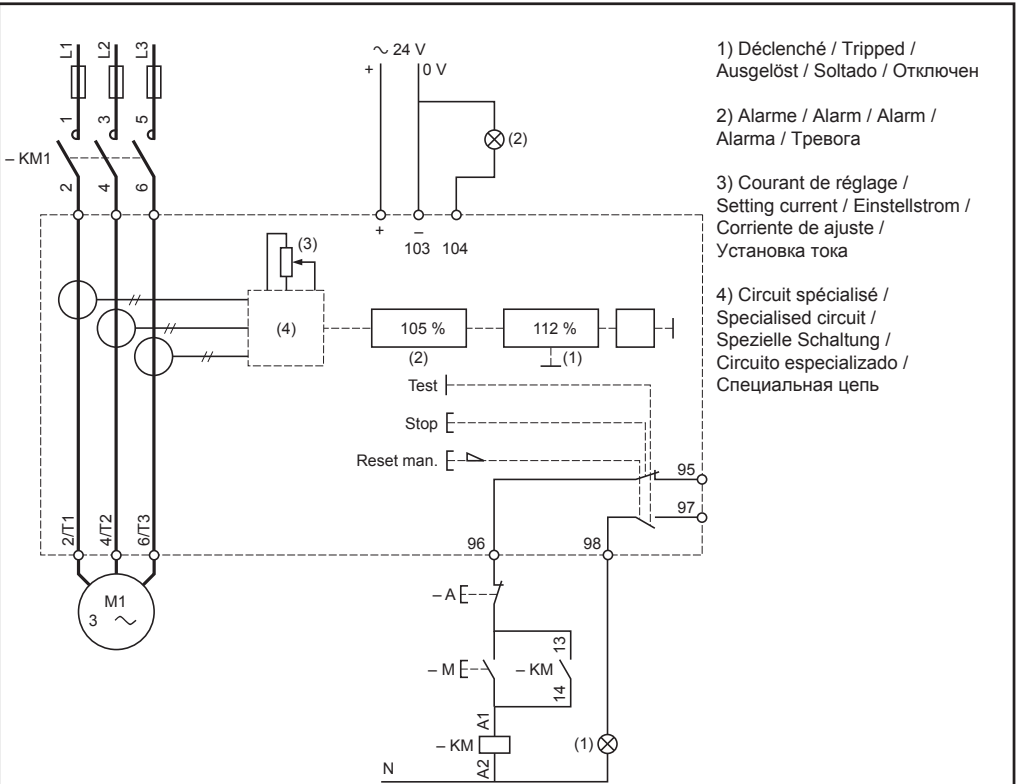 L1 L2 L3
~ 24 V
+ 0 V
1 3 5
– KM1
2 4 6
(2)
+ –
103 104
(3)
(4)
105 %
(2)
112 %
(1)
Test
Stop
Reset man.
95
97
2/T1 4/T2 6/T3
96 98
M1
3 ~
– A
– M
– KM
13
14
A1
– KM
A2
(1)
N
1) Déclenché / Tripped /
Ausgelöst / Soltado / Отключен
2) Alarme / Alarm / Alarm /
Alarma / Тревога
3) Courant de réglage /
Setting current / Einstellstrom /
Corriente de ajuste /
Установка тока
4) Circuit spécialisé /
Specialised circuit /
Spezielle Schaltung /
Circuito especializado /
Специальная цепь